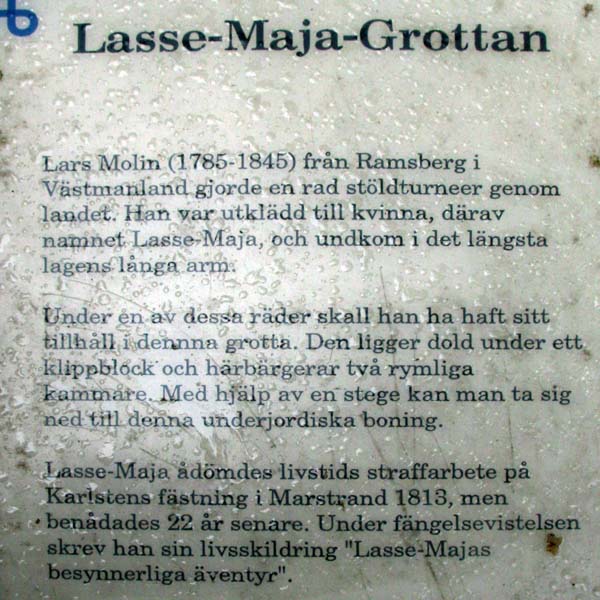 Lasse-Maja-Grottan
Lars Molin (1785-1845) från Ramsberg i
Västmanland gjorde en rad stöldturneer genom
landet. Han var utklädd till kvinna, därav
namnet Lasse-Maja, och undkom i det längsta
lagens långa arm.
Under en av dessa räder skall han ha haft sitt
tillhåll i dennna grotta. Den ligger dold under ett
klippblock och härbärgerar två rymliga
kammare. Med hjälp av en stege kan man ta sig
ned till denna underjordiska boning.
Lasse-Maja ådömdes livstids straffarbete på
Karlstens fästning i Marstrand 1813, men
benådades 22 år senare. Under fängelsevistelsen
skrev han sin livsskildring "Lasse-Majas
besynnerliga äventyr".